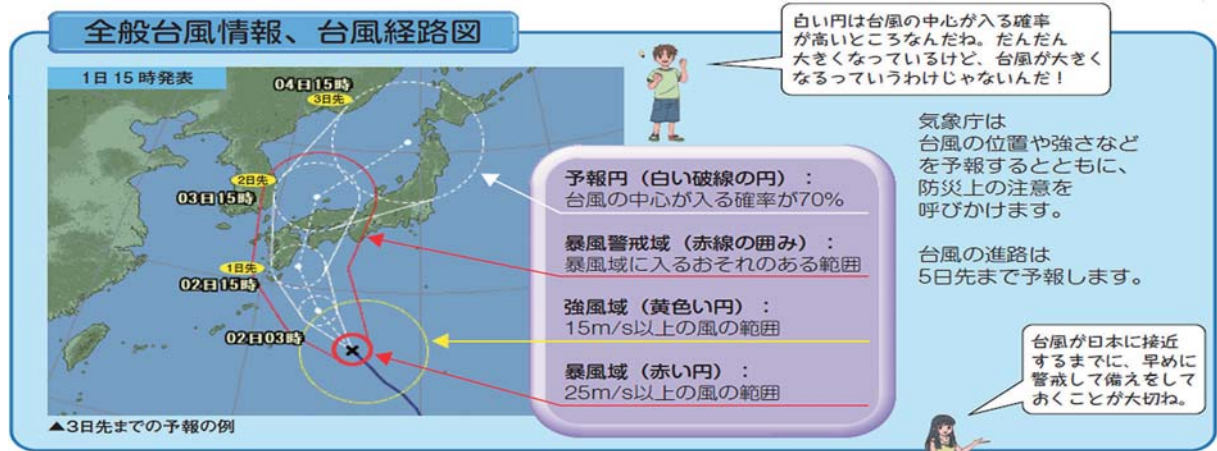 全般台風情報、台風経路図
白い円は台風の中心が入る確率
が高いところなんだね。だんだん
大きくなっているけど、台風が大きく
なるっていうわけじゃないんだ!
1日15時発表
04日15時
3日先
2日先
03日15時
1日先
02日15時
02日03時
▲3日先までの予報の例
予報円(白い破線の円):
台風の中心が入る確率が70%
暴風警戒域(赤線の囲み):
暴風域に入るおそれのある範囲
強風域(黄色い円):
15m/s以上の風の範囲
暴風域(赤い円):
25m/s以上の風の範囲
気象庁は
台風の位置や強さなど
を予報するとともに、
防災上の注意を
呼びかけます。
台風の進路は
5日先まで予報します。
台風が日本に接近
するまでに、早めに
警戒して備えをして
おくことが大切ね。